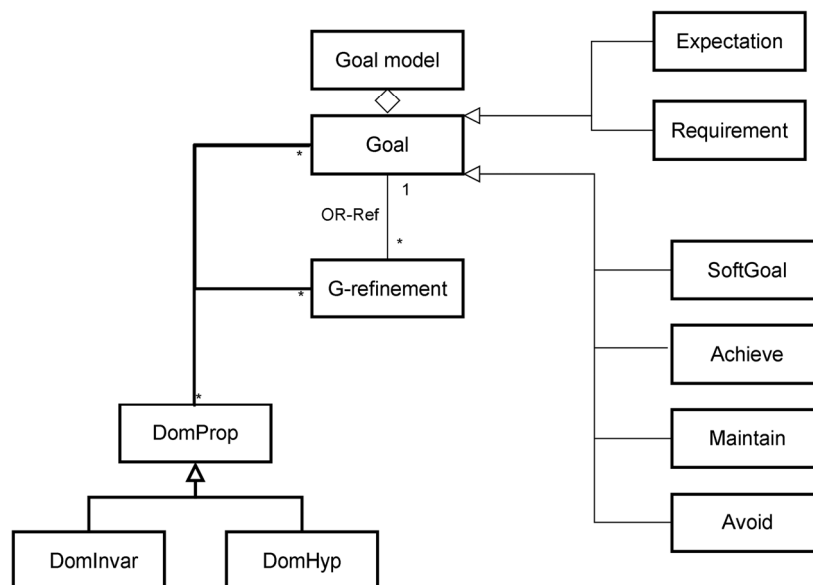 Expectation
Goal model
Requirement
Goal
*
1
OR-Ref
*
SoftGoal
G-refinement
*
Achieve
*
DomProp
Maintain
Avoid
DomInvar
DomHyp